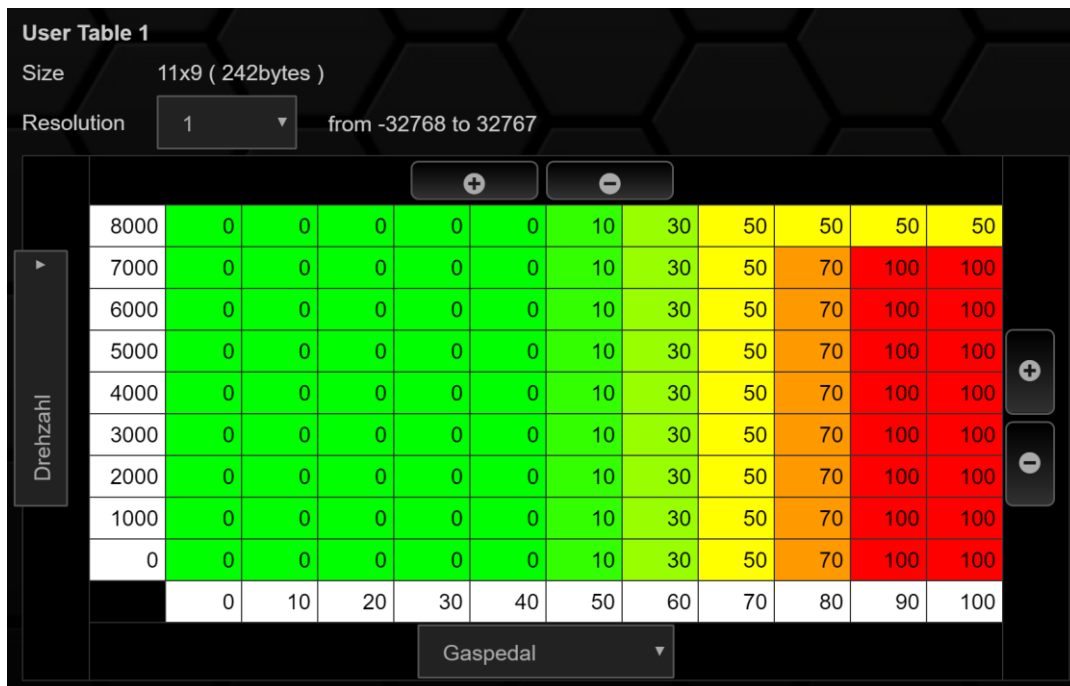 User Table 1
Size 11x9 ( 242bytes )
Resolution 1 from -32768 to 32767
8000 0 0 0 0 0 10 30 50 50 50 50
7000 0 0 0 0 0 10 30 50 70 100 100
6000 0 0 0 0 0 10 30 50 70 100 100
5000 0 0 0 0 0 10 30 50 70 100 100
4000 0 0 0 0 0 10 30 50 70 100 100
3000 0 0 0 0 0 10 30 50 70 100 100
2000 0 0 0 0 0 10 30 50 70 100 100
1000 0 0 0 0 0 10 30 50 70 100 100
0 0 0 0 0 0 10 30 50 70 100 100
0 10 20 30 40 50 60 70 80 90 100
Drehzahl
Gaspedal